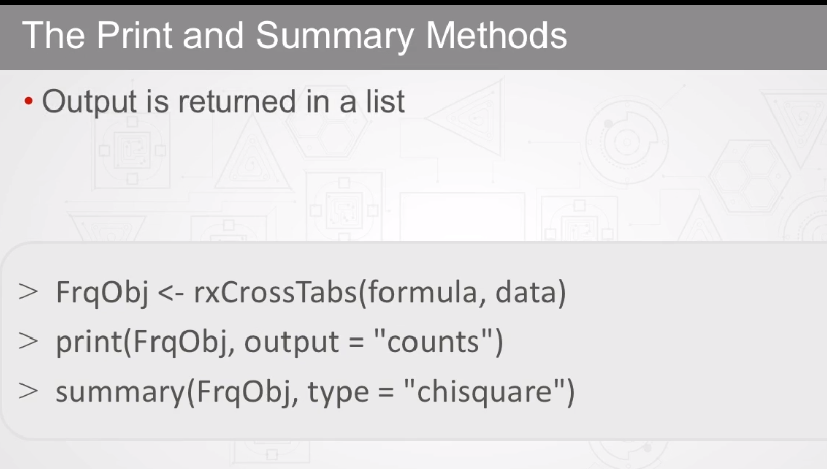 The Print and Summary Methods
• Output is returned in a list
> FrqObj <- rxCrossTabs(formula, data)
> print(FrqObj, output = "counts")
> summary(FrqObj, type = "chisquare")